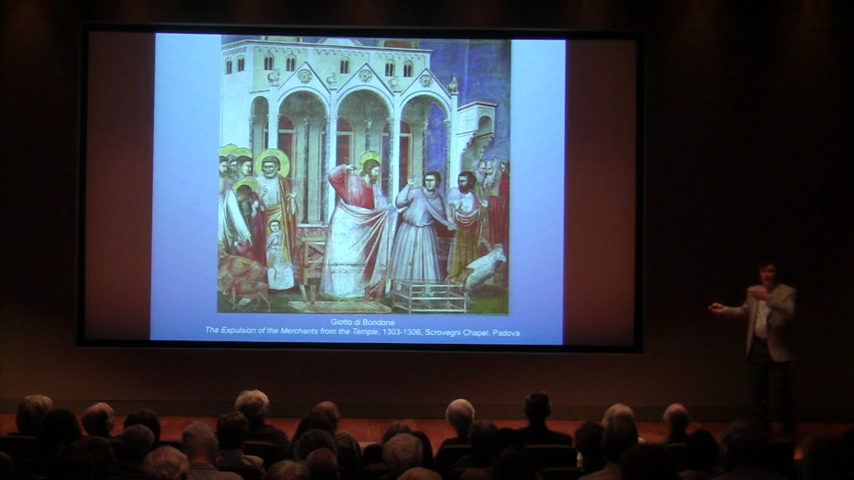 Giotto di Bondone
The Expulsion of the Merchants from the Temple, 1303-1306, Scrovegni Chapel, Padova